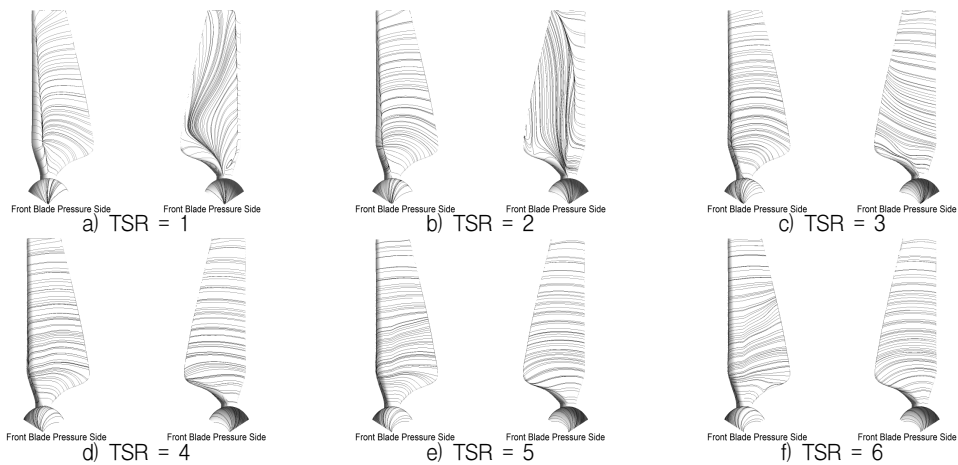 Front Blade Pressure Side Front Blade Pressure Side
a) TSR = 1
Front Blade Pressure Side Front Blade Pressure Side
b) TSR = 2
Front Blade Pressure Side Front Blade Pressure Side
c) TSR = 3
Front Blade Pressure Side Front Blade Pressure Side
d) TSR = 4
Front Blade Pressure Side Front Blade Pressure Side
e) TSR = 5
Front Blade Pressure Side Front Blade Pressure Side
f) TSR = 6